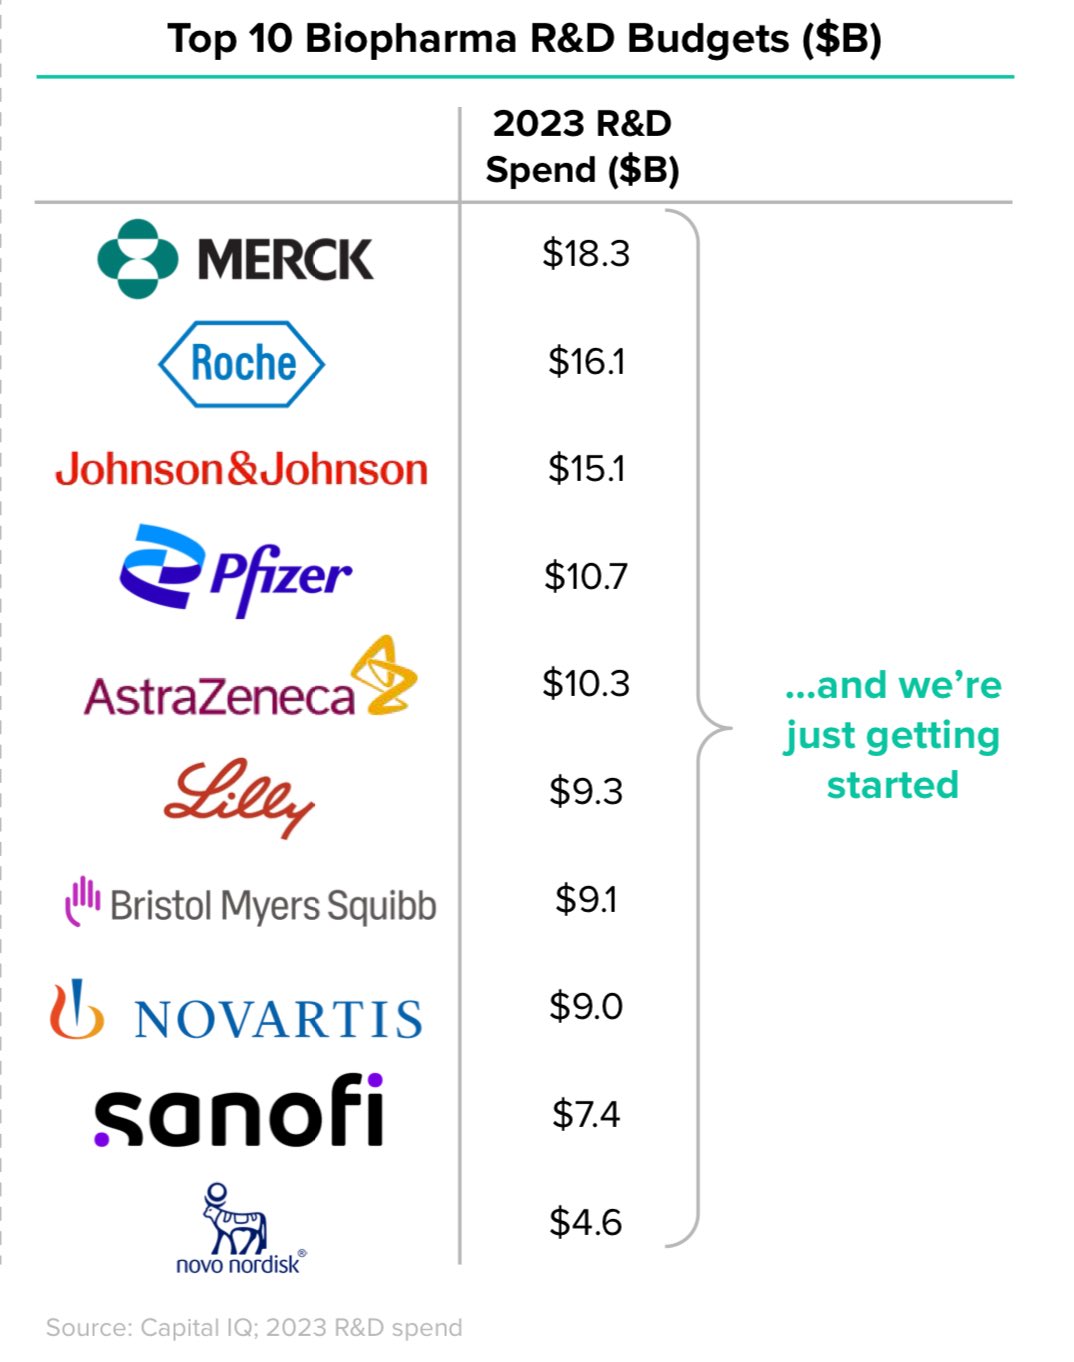 Top 10 Biopharma R&D Budgets ($B)
2023 R&D
Spend ($B)
MERCK $18.3
Roche $16.1
Johnson&Johnson $15.1
Pfizer $10.7
AstraZeneca $10.3
Lilly $9.3
Bristol Myers Squibb $9.1
NOVARTIS $9.0
sanofi $7.4
novo nordisk® $4.6
...and we're
just getting
started
Source: Capital IQ; 2023 R&D spend